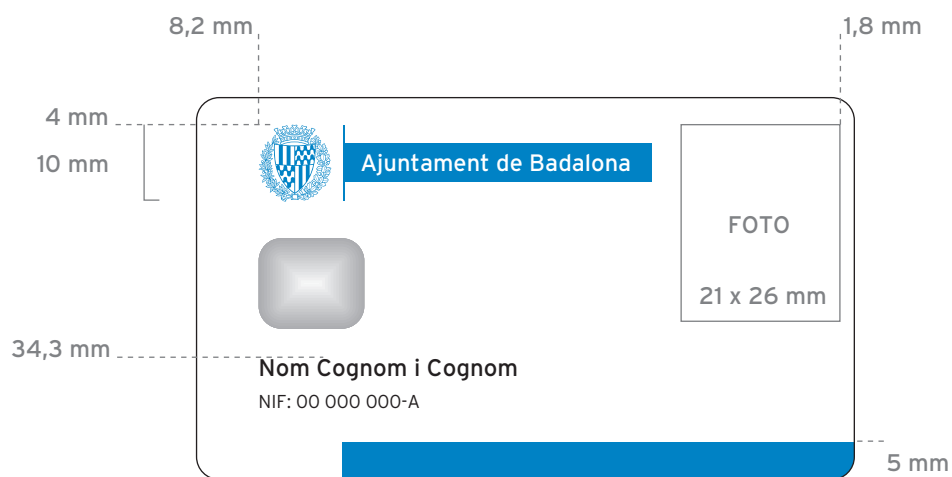 8,2 mm
1,8 mm
4 mm
10 mm
Ajuntament de Badalona
FOTO
21 x 26 mm
34,3 mm
Nom Cognom i Cognom
NIF: 00 000 000-A
5 mm